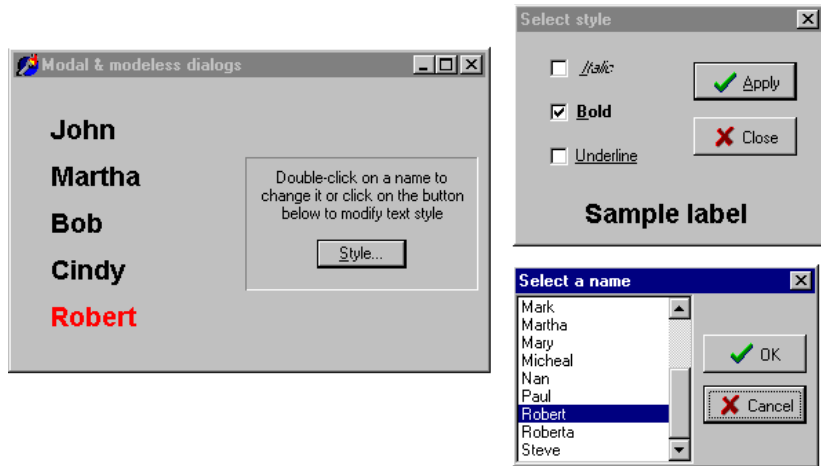 Modal & modeless dialogs
John
Martha
Bob
Cindy
Robert
Double-click on a name to
change it or click on the button
below to modify text style
Style...
Select style
Italic
Bold
Underline
Apply
Close
Sample label
Select a name
Mark
Martha
Mary
Micheal
Nan
Paul
Robert
Roberta
Steve
OK
Cancel